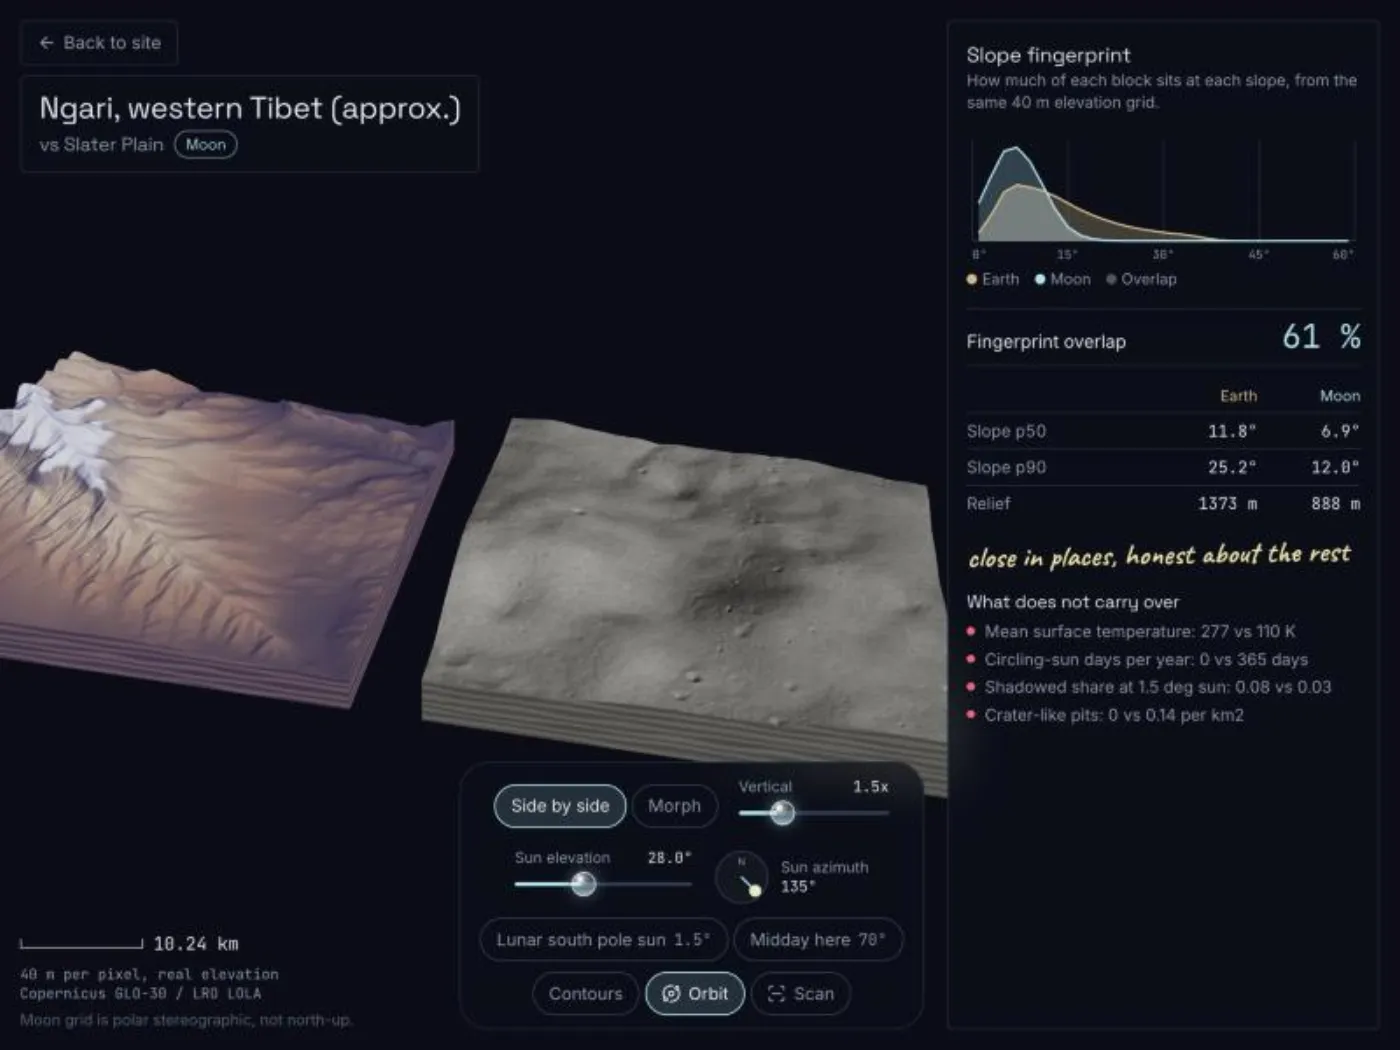 ← Back to site
Ngari, western Tibet (approx.)
vs Slater Plain Moon
Slope fingerprint
How much of each block sits at each slope, from the
same 40 m elevation grid.
0° 15° 30° 45° 60°
Earth Moon Overlap
Fingerprint overlap 61 %
Earth Moon
Slope p50 11.8° 6.9°
Slope p90 25.2° 12.0°
Relief 1373 m 888 m
close in places, honest about the rest
What does not carry over
Mean surface temperature: 277 vs 110 K
Circling-sun days per year: 0 vs 365 days
Shadowed share at 1.5 deg sun: 0.08 vs 0.03
Crater-like pits: 0 vs 0.14 per km2
Side by side Morph Vertical 1.5x
Sun elevation 28.0° N Sun azimuth
135°
Lunar south pole sun 1.5° Midday here 70°
Contours Orbit Scan
10.24 km
40 m per pixel, real elevation
Copernicus GLO-30 / LRO LOLA
Moon grid is polar stereographic, not north-up.